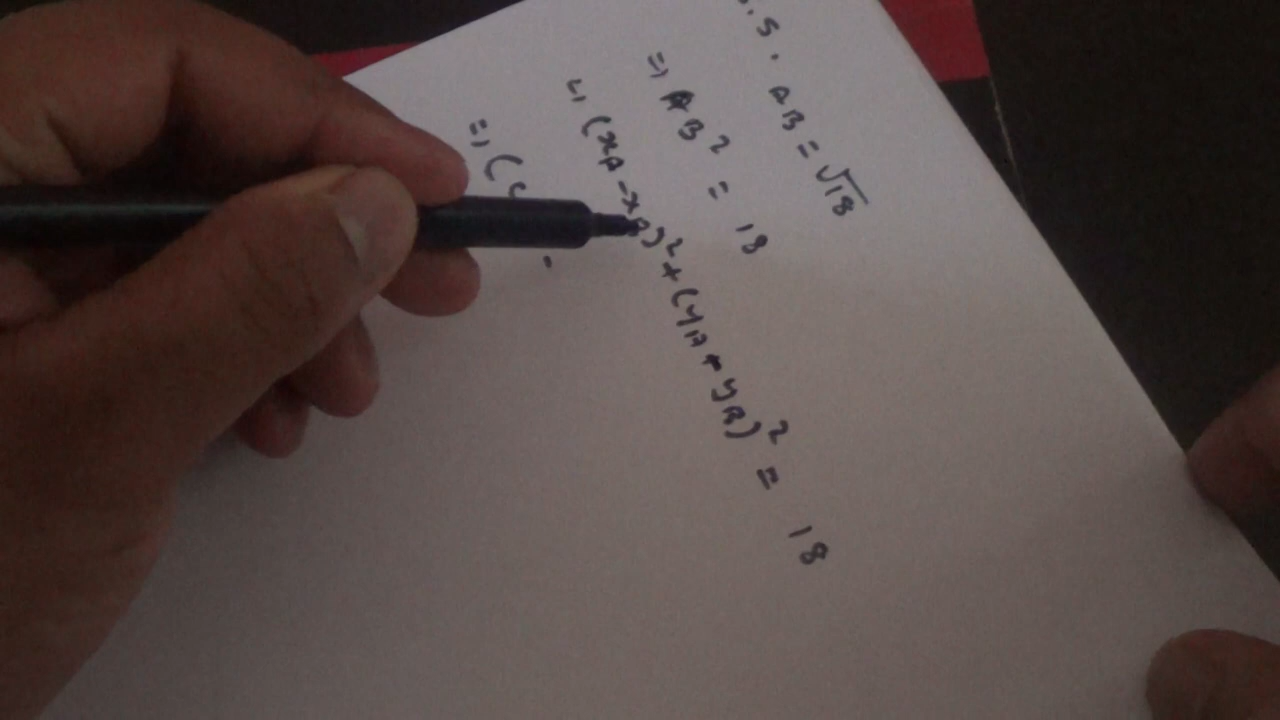 .s. AB = √18
=> AB² = 18
=> (xA - xB)² + (yA + yB)² = 18
=> (